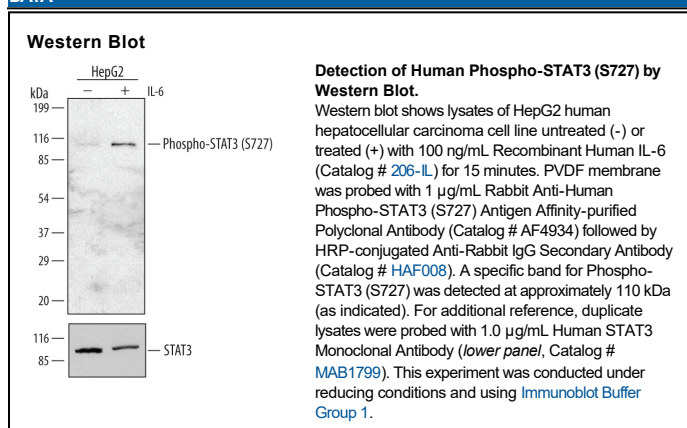 Western Blot
HepG2
kDa
− + IL-6
199
116
Phospho-STAT3 (S727)
85
54
37
29
20
116
STAT3
85
Detection of Human Phospho-STAT3 (S727) by
Western Blot.
Western blot shows lysates of HepG2 human
hepatocellular carcinoma cell line untreated (-) or
treated (+) with 100 ng/mL Recombinant Human IL-6
(Catalog # 206-IL) for 15 minutes. PVDF membrane
was probed with 1 µg/mL Rabbit Anti-Human
Phospho-STAT3 (S727) Antigen Affinity-purified
Polyclonal Antibody (Catalog # AF4934) followed by
HRP-conjugated Anti-Rabbit IgG Secondary Antibody
(Catalog # HAF008). A specific band for Phospho-
STAT3 (S727) was detected at approximately 110 kDa
(as indicated). For additional reference, duplicate
lysates were probed with 1.0 µg/mL Human STAT3
Monoclonal Antibody (lower panel, Catalog #
MAB1799). This experiment was conducted under
reducing conditions and using Immunoblot Buffer
Group 1.